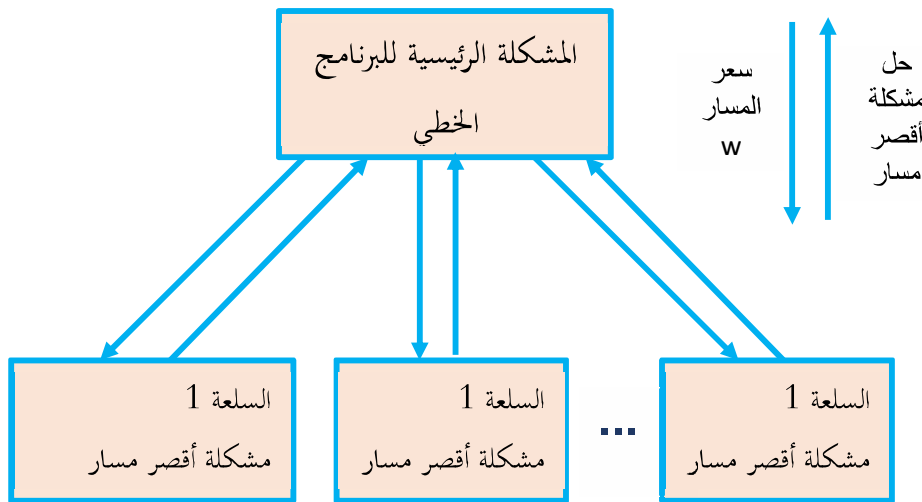 المشكلة الرئيسية للبرنامج
الخطي
سعر
المسار
w
حل
مشكلة
أقصر
مسار
السلعة 1
مشكلة أقصر مسار
السلعة 1
مشكلة أقصر مسار
...
السلعة 1
مشكلة أقصر مسار